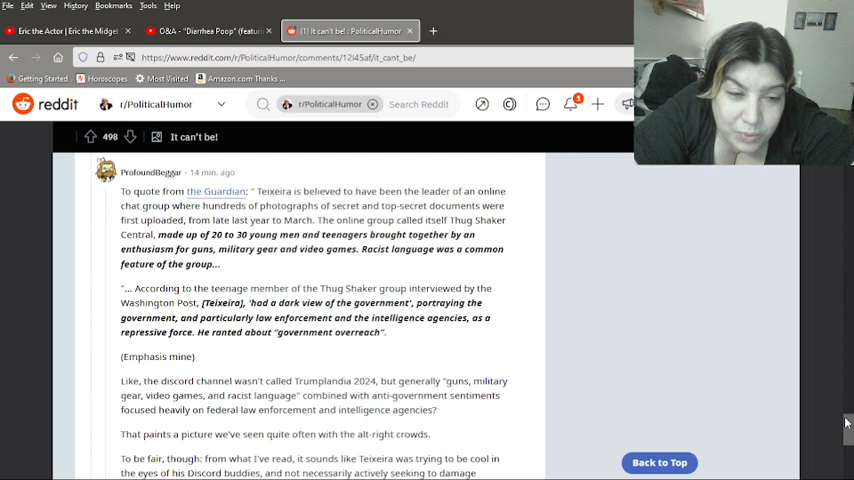 File Edit View History Bookmarks Tools Help
Eric the Actor | Eric the Midget
O&A - "Diarrhea Poop" (featur
It can't be! : PoliticalHumor
https://www.reddit.com/r/PoliticalHumor/comments/12l45af/it_cant_be/
Getting Started Horoscopes Most Visited Amazon.com Thanks ...
reddit r/PoliticalHumor r/PoliticalHumor Search Reddit 1
498 It can't be!
ProfoundBeggar · 14 min. ago
To quote from the Guardian: " Teixeira is believed to have been the leader of an online
chat group where hundreds of photographs of secret and top-secret documents were
first uploaded, from late last year to March. The online group called itself Thug Shaker
Central, made up of 20 to 30 young men and teenagers brought together by an
enthusiasm for guns, military gear and video games. Racist language was a common
feature of the group...
"... According to the teenage member of the Thug Shaker group interviewed by the
Washington Post, [Teixeira], 'had a dark view of the government', portraying the
government, and particularly law enforcement and the intelligence agencies, as a
repressive force. He ranted about "government overreach".
(Emphasis mine)
Like, the discord channel wasn't called Trumplandia 2024, but generally "guns, military
gear, video games, and racist language" combined with anti-government sentiments
focused heavily on federal law enforcement and intelligence agencies?
That paints a picture we've seen quite often with the alt-right crowds.
To be fair, though: from what I've read, it sounds like Teixeira was trying to be cool in
the eyes of his Discord buddies, and not necessarily actively seeking to damage
Back to Top